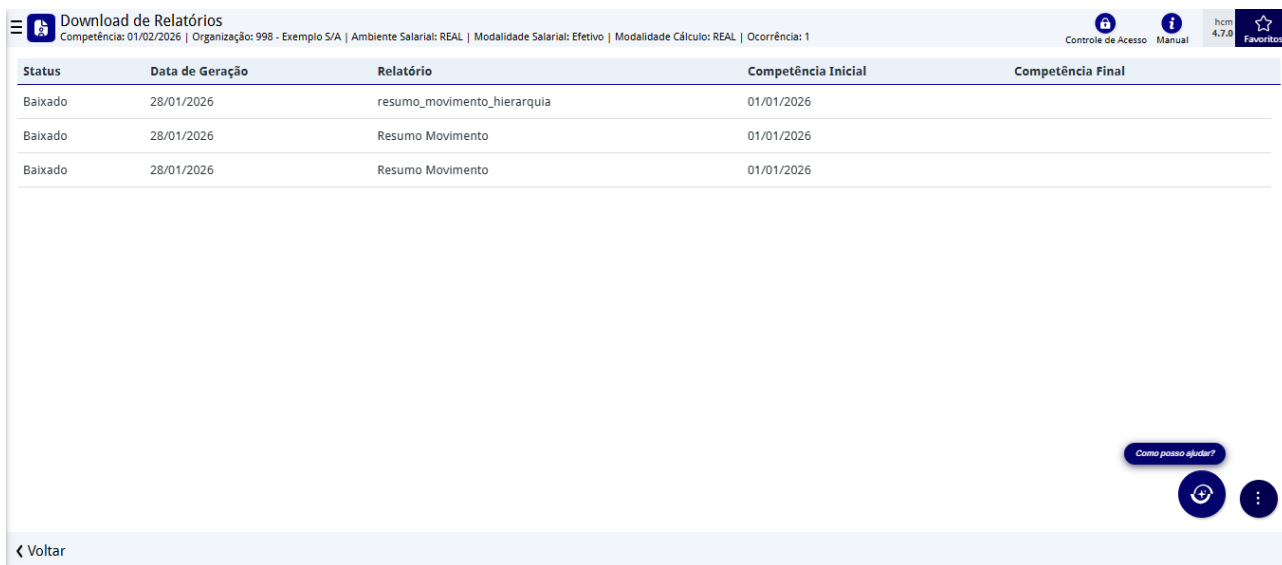 Download de Relatórios
Competência: 01/02/2026 | Organização: 998 - Exemplo S/A | Ambiente Salarial: REAL | Modalidade Salarial: Efetivo | Modalidade Cálculo: REAL | Ocorrência: 1
Controle de Acesso
Manual
hcm
4.7.0
Favoritos
Status Data de Geração Relatório Competência Inicial Competência Final
Baixado 28/01/2026 resumo_movimento_hierarquia 01/01/2026
Baixado 28/01/2026 Resumo Movimento 01/01/2026
Baixado 28/01/2026 Resumo Movimento 01/01/2026
Como posso ajudar?
Voltar